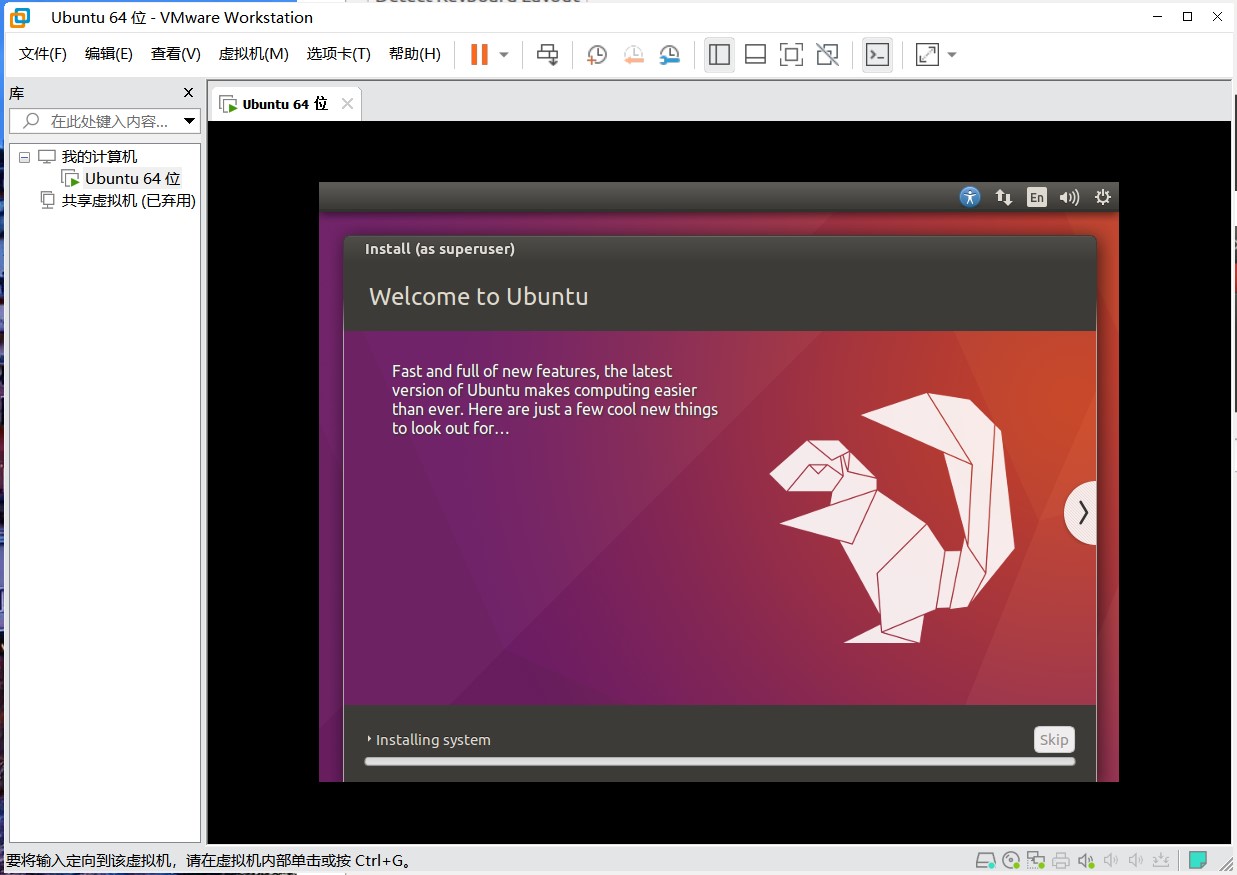 Detect Keyboard Layout
Ubuntu 64 位 - VMware Workstation
文件(F) 编辑(E) 查看(V) 虚拟机(M) 选项卡(T) 帮助(H)
库
在此处键入内容...
我的计算机
Ubuntu 64 位
共享虚拟机 (已弃用)
Ubuntu 64 位
En
Install (as superuser)
Welcome to Ubuntu
Fast and full of new features, the latest
version of Ubuntu makes computing easier
than ever. Here are just a few cool new things
to look out for…
Installing system
Skip
要将输入定向到该虚拟机，请在虚拟机内部单击或按 Ctrl+G。